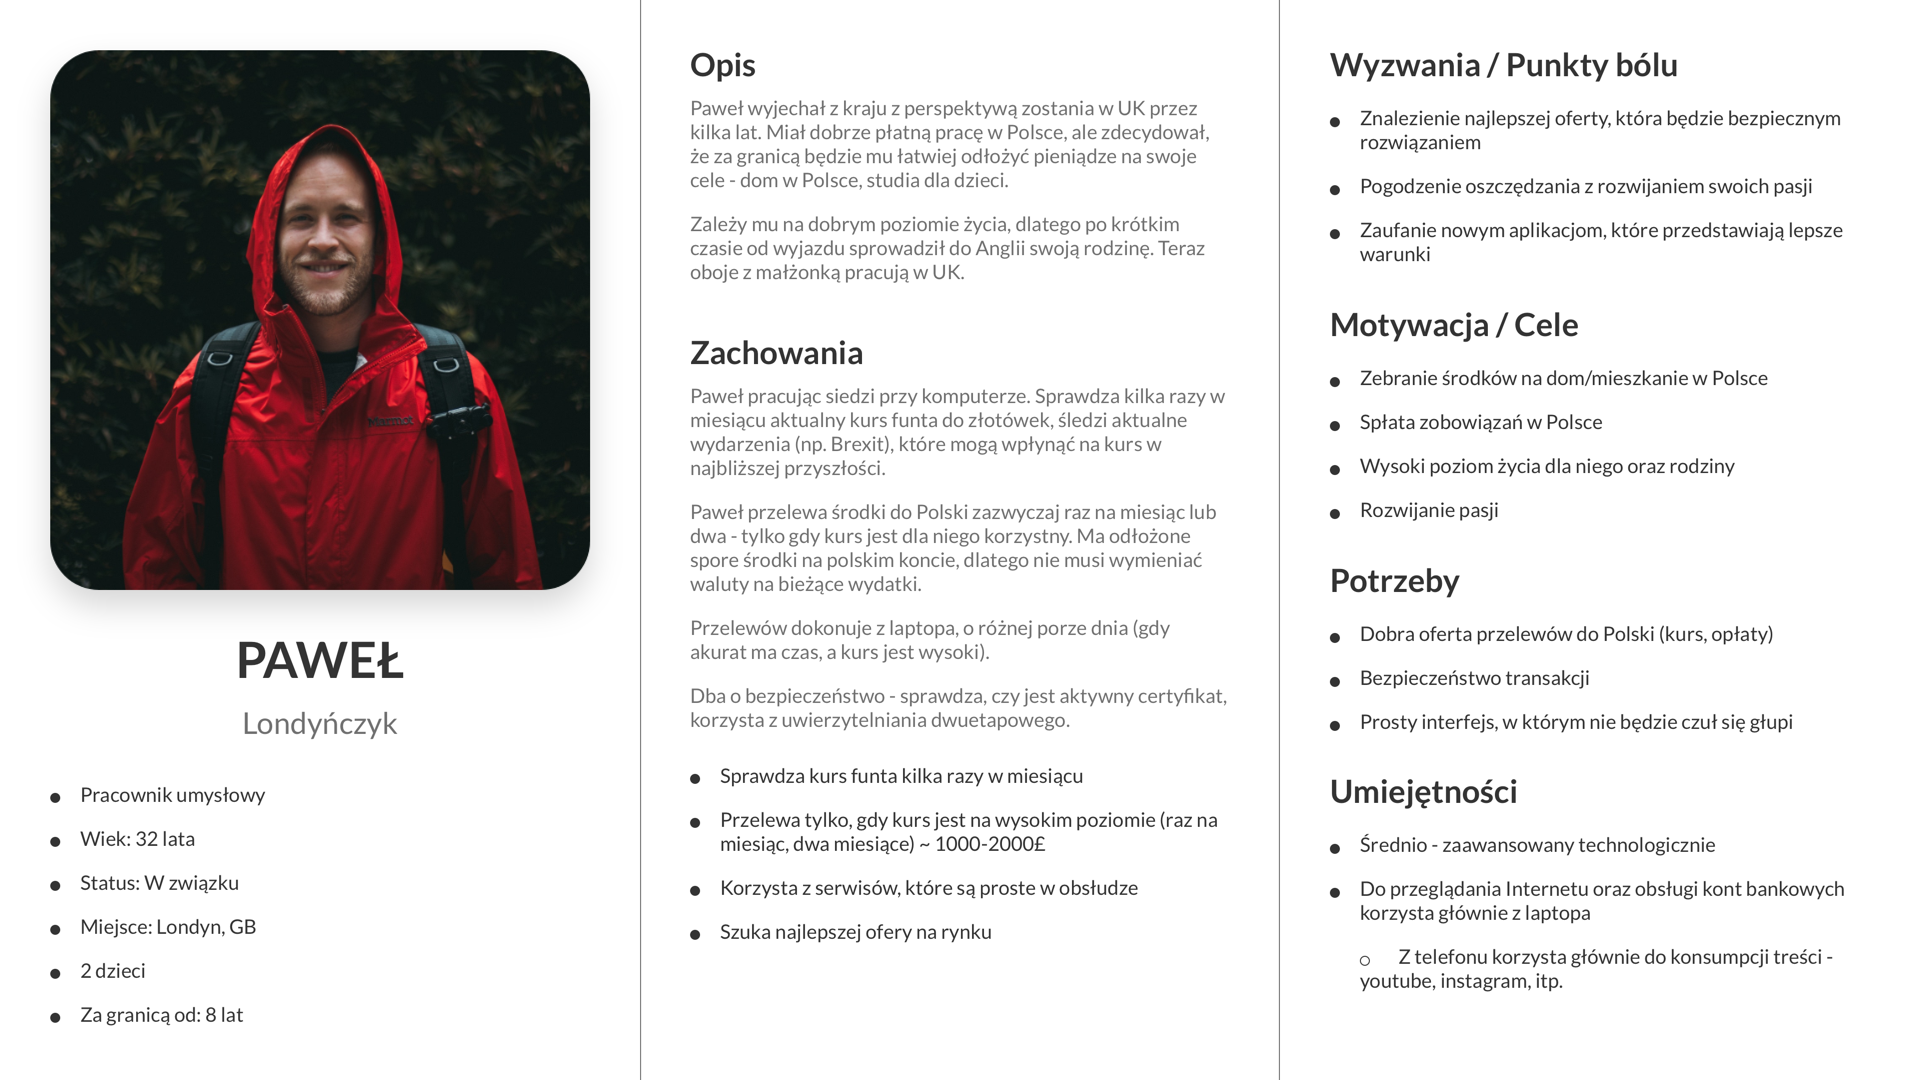 PAWEŁ
Londyńczyk
Pracownik umysłowy
Wiek: 32 lata
Status: W związku
Miejsce: Londyn, GB
2 dzieci
Za granicą od: 8 lat
Opis
Paweł wyjechał z kraju z perspektywą zostania w UK przez
kilka lat. Miał dobrze płatną pracę w Polsce, ale zdecydował,
że za granicą będzie mu łatwiej odłożyć pieniądze na swoje
cele - dom w Polsce, studia dla dzieci.
Zależy mu na dobrym poziomie życia, dlatego po krótkim
czasie od wyjazdu sprowadził do Anglii swoją rodzinę. Teraz
oboje z małżonką pracują w UK.
Zachowania
Paweł pracując siedzi przy komputerze. Sprawdza kilka razy w
miesiącu aktualny kurs funta do złotówek, śledzi aktualne
wydarzenia (np. Brexit), które mogą wpłynąć na kurs w
najbliższej przyszłości.
Paweł przelewa środki do Polski zazwyczaj raz na miesiąc lub
dwa - tylko gdy kurs jest dla niego korzystny. Ma odłożone
spore środki na polskim koncie, dlatego nie musi wymieniać
waluty na bieżące wydatki.
Przelewów dokonuje z laptopa, o różnej porze dnia (gdy
akurat ma czas, a kurs jest wysoki).
Dba o bezpieczeństwo - sprawdza, czy jest aktywny certyfikat,
korzysta z uwierzytelniania dwuetapowego.
Sprawdza kurs funta kilka razy w miesiącu
Przelewa tylko, gdy kurs jest na wysokim poziomie (raz na
miesiąc, dwa miesiące) ~ 1000-2000£
Korzysta z serwisów, które są proste w obsłudze
Szuka najlepszej ofery na rynku
Wyzwania / Punkty bólu
Znalezienie najlepszej oferty, która będzie bezpiecznym
rozwiązaniem
Pogodzenie oszczędzania z rozwijaniem swoich pasji
Zaufanie nowym aplikacjom, które przedstawiają lepsze
warunki
Motywacja / Cele
Zebranie środków na dom/mieszkanie w Polsce
Spłata zobowiązań w Polsce
Wysoki poziom życia dla niego oraz rodziny
Rozwijanie pasji
Potrzeby
Dobra oferta przelewów do Polski (kurs, opłaty)
Bezpieczeństwo transakcji
Prosty interfejs, w którym nie będzie czuł się głupi
Umiejętności
Średnio - zaawansowany technologicznie
Do przeglądania Internetu oraz obsługi kont bankowych
korzysta głównie z laptopa
Z telefonu korzysta głównie do konsumpcji treści -
youtube, instagram, itp.